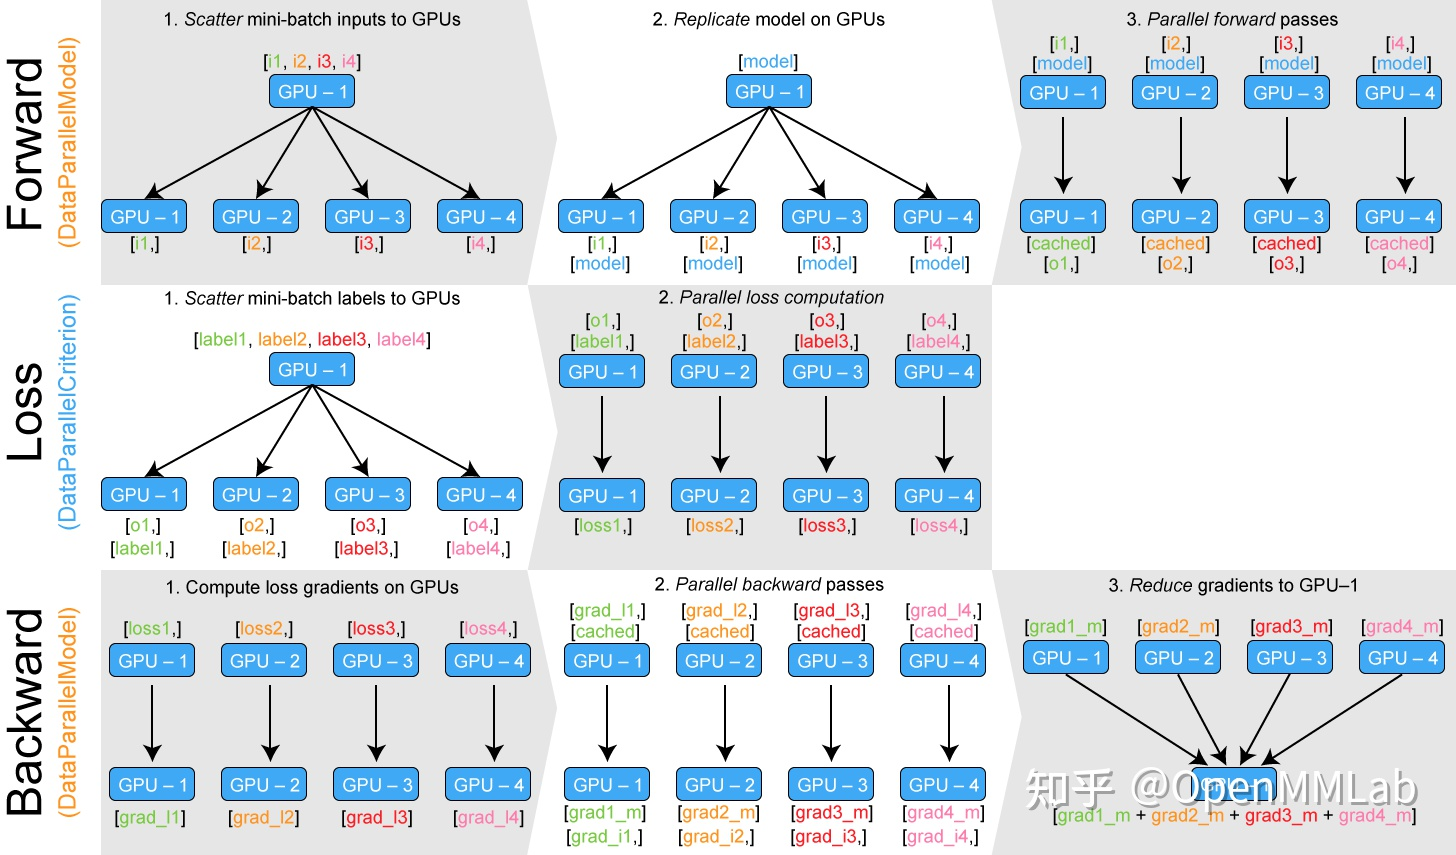 Forward
(DataParallelModel)
1. Scatter mini-batch inputs to GPUs
[i1, i2, i3, i4]
GPU – 1
GPU – 1 GPU – 2 GPU – 3 GPU – 4
[i1,] [i2,] [i3,] [i4,]
2. Replicate model on GPUs
[model]
GPU – 1
GPU – 1 GPU – 2 GPU – 3 GPU – 4
[i1,] [i2,] [i3,] [i4,]
[model] [model] [model] [model]
3. Parallel forward passes
[i1,] [i2,] [i3,] [i4,]
[model] [model] [model] [model]
GPU – 1 GPU – 2 GPU – 3 GPU – 4
GPU – 1 GPU – 2 GPU – 3 GPU – 4
[cached] [cached] [cached] [cached]
[o1,] [o2,] [o3,] [o4,]
Loss
(DataParallelCriterion)
1. Scatter mini-batch labels to GPUs
[label1, label2, label3, label4]
GPU – 1
GPU – 1 GPU – 2 GPU – 3 GPU – 4
[o1,] [o2,] [o3,] [o4,]
[label1,] [label2,] [label3,] [label4,]
2. Parallel loss computation
[o1,] [o2,] [o3,] [o4,]
[label1,] [label2,] [label3,] [label4,]
GPU – 1 GPU – 2 GPU – 3 GPU – 4
GPU – 1 GPU – 2 GPU – 3 GPU – 4
[loss1,] [loss2,] [loss3,] [loss4,]
Backward
(DataParallelModel)
1. Compute loss gradients on GPUs
[loss1,] [loss2,] [loss3,] [loss4,]
GPU – 1 GPU – 2 GPU – 3 GPU – 4
GPU – 1 GPU – 2 GPU – 3 GPU – 4
[grad_l1] [grad_l2] [grad_l3] [grad_l4]
2. Parallel backward passes
[grad_l1,] [grad_l2,] [grad_l3,] [grad_l4,]
[cached] [cached] [cached] [cached]
GPU – 1 GPU – 2 GPU – 3 GPU – 4
GPU – 1 GPU – 2 GPU – 3 GPU – 4
[grad1_m] [grad2_m] [grad3_m] [grad4_m]
[grad_i1,] [grad_i2,] [grad_i3,] [grad_i4,]
3. Reduce gradients to GPU–1
[grad1_m] [grad2_m] [grad3_m] [grad4_m]
GPU – 1 GPU – 2 GPU – 3 GPU – 4
GPU – 1
[grad1_m + grad2_m + grad3_m + grad4_m]
知乎 @OpenMMLab